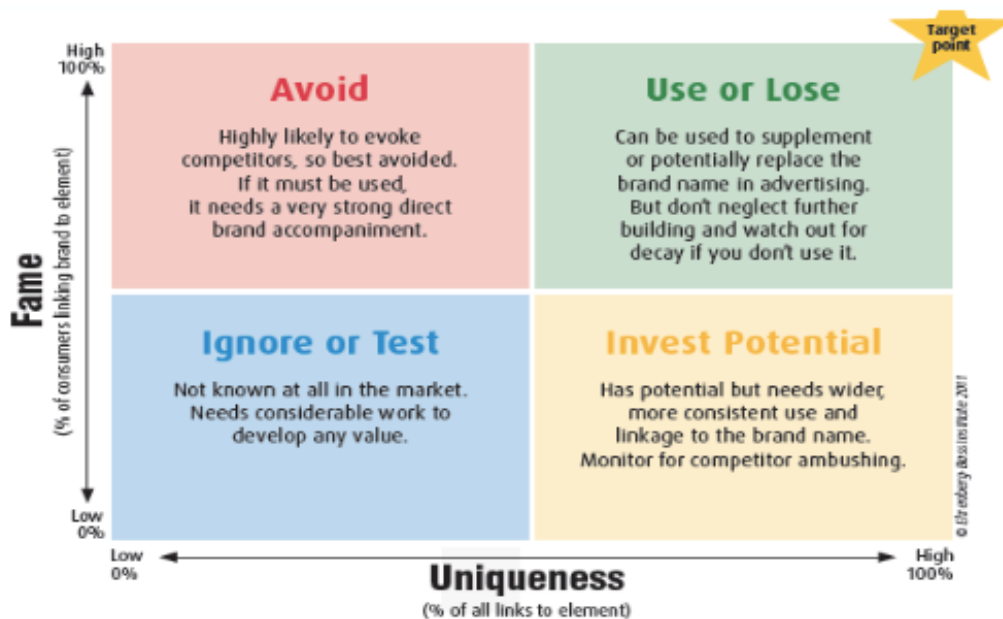 Target
point
High
100%
Avoid
Highly likely to evoke
competitors, so best avoided.
If it must be used,
it needs a very strong direct
brand accompaniment.
Use or Lose
Can be used to supplement
or potentially replace the
brand name in advertising.
But don't neglect further
building and watch out for
decay if you don't use it.
Fame
(% of consumers linking brand to element)
Ignore or Test
Not known at all in the market.
Needs considerable work to
develop any value.
Invest Potential
Has potential but needs wider,
more consistent use and
linkage to the brand name.
Monitor for competitor ambushing.
Low
0%
© Ehrenberg Bass Institute 2011
Low
0%
High
100%
Uniqueness
(% of all links to element)